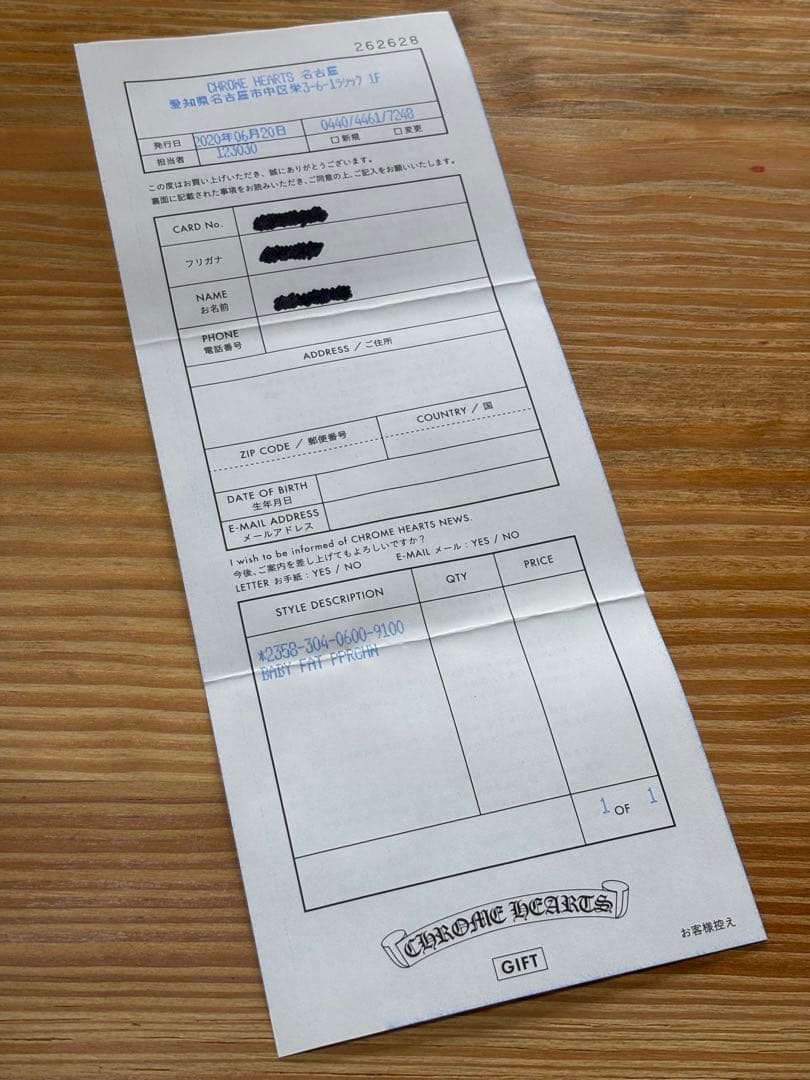 262628
CHROME HEARTS 名古屋
愛知県名古屋市中区栄3-6-1ラシック 1F
発行日 2020年06月20日 0440/4461/7248
担当者 123030 □ 新規 □ 変更
この度はお買い上げいただき、誠にありがとうございます。
裏面に記載された事項をお読みいただき、ご同意の上、ご記入をお願いいたします。
CARD No.
フリガナ
NAME
お名前
PHONE
電話番号
ADDRESS / ご住所
ZIP CODE / 郵便番号 COUNTRY / 国
DATE OF BIRTH
生年月日
E-MAIL ADDRESS
メールアドレス
I wish to be informed of CHROME HEARTS NEWS.
今後、ご案内を差し上げてもよろしいですか?
LETTER お手紙 : YES / NO E-MAIL メール : YES / NO
STYLE DESCRIPTION QTY PRICE
*2358-304-0600-9100
BABY FAT PPRCHN
1 OF 1
CHROME HEARTS
GIFT
お客様控え